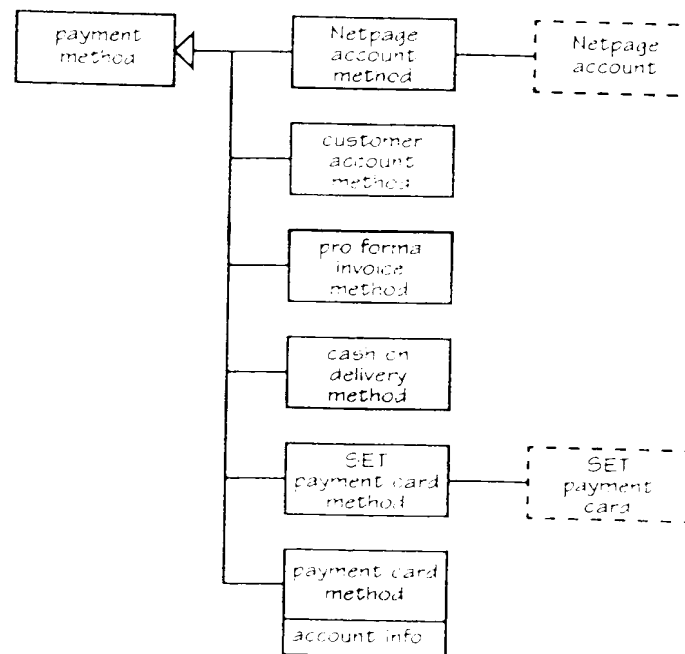 payment
method
Netpage
account
method
Netpage
account
customer
account
method
pro forma
invoice
method
cash on
delivery
method
SET
payment card
method
SET
payment
card
payment card
method
account info